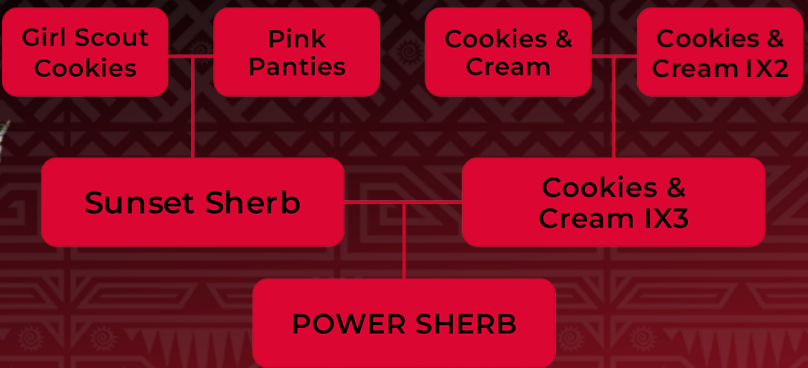 Girl Scout
Cookies
Pink
Panties
Cookies &
Cream
Cookies &
Cream IX2
Sunset Sherb
Cookies &
Cream IX3
POWER SHERB